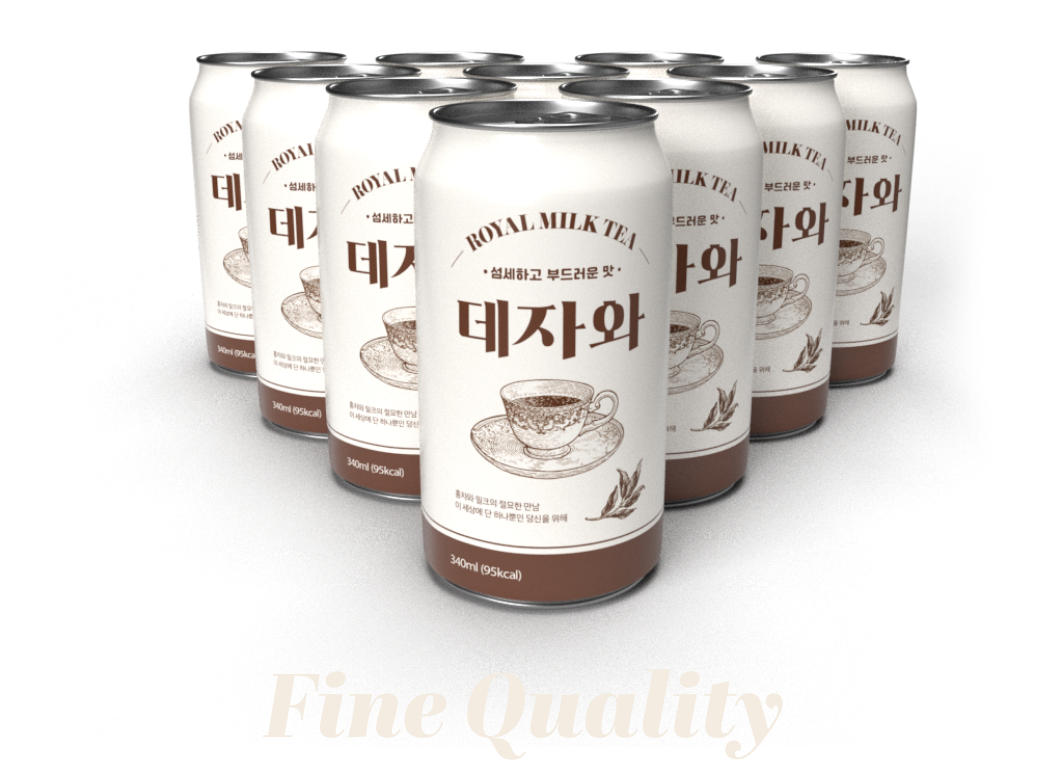 ROYAL MILK TEA
• 섬세하고 부드러운 맛 •
데자와
홍차와 밀크의 절묘한 만남
이 세상에 단 하나뿐인 당신을 위해
340ml (95kcal)
Fine Quality